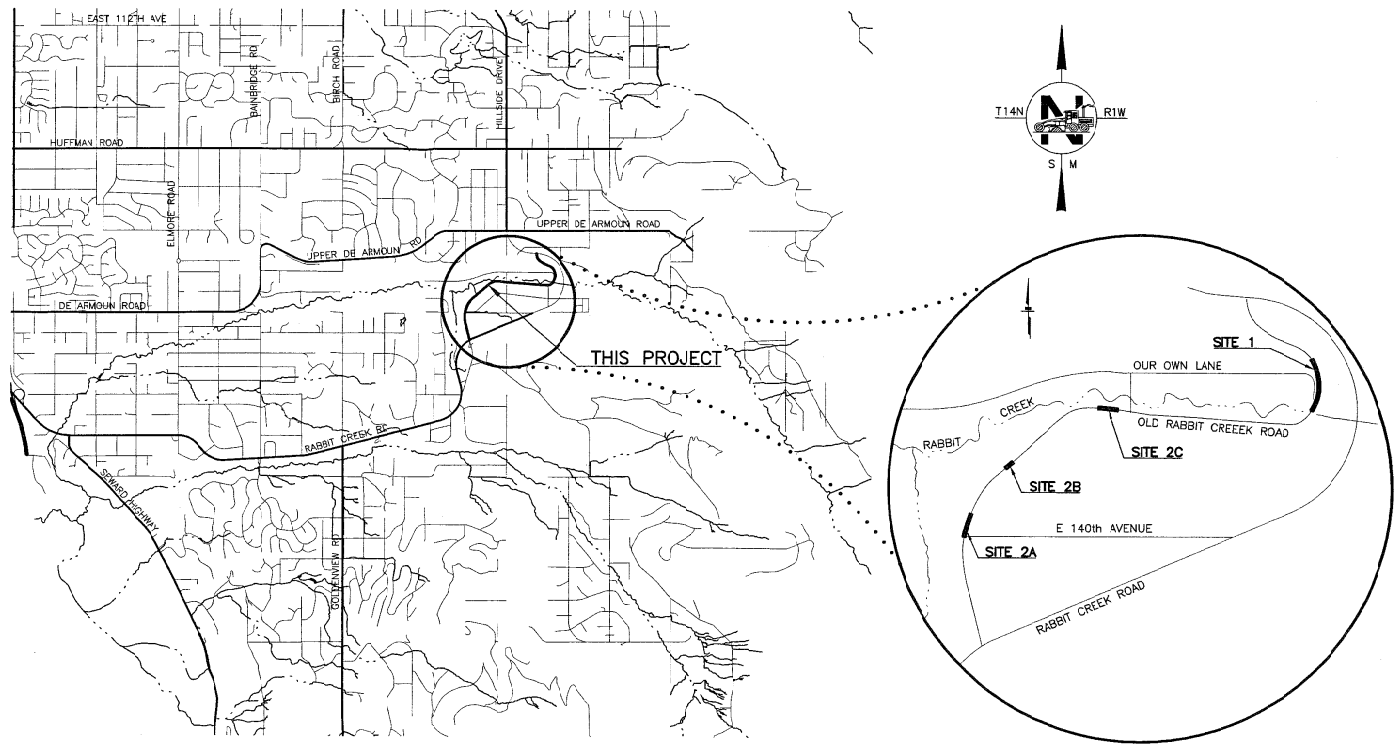 EAST 112TH AVE
BAINBRIDGE RD
BIRCH ROAD
HILLSIDE DRIVE
HUFFMAN ROAD
ELMORE ROAD
UPPER DE ARMOUN RD
UPPER DE ARMOUN ROAD
DE ARMOUN ROAD
THIS PROJECT
RABBIT CREEK
SEWARD HIGHWAY
GOLDENVIEW RD
T14N N R1W
S M
SITE 1
OUR OWN LANE
RABBIT CREEK
OLD RABBIT CREEEK ROAD
SITE 2C
SITE 2B
E 140th AVENUE
SITE 2A
RABBIT CREEK ROAD